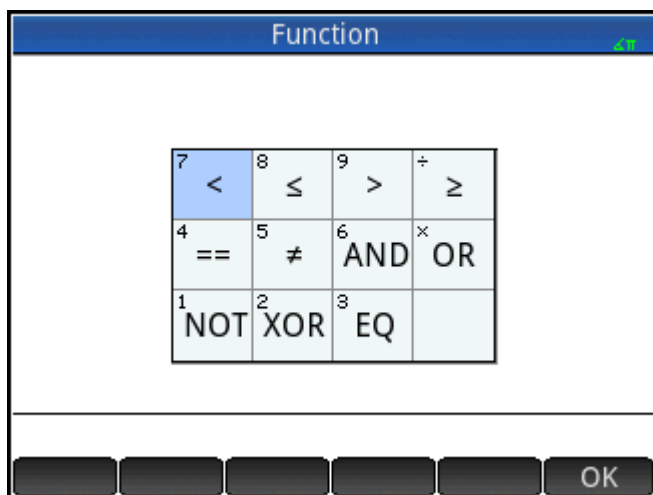 Function
∠π
7 < 8 ≤ 9 > ÷ ≥
4 == 5 ≠ 6 AND × OR
1 NOT 2 XOR 3 EQ
OK